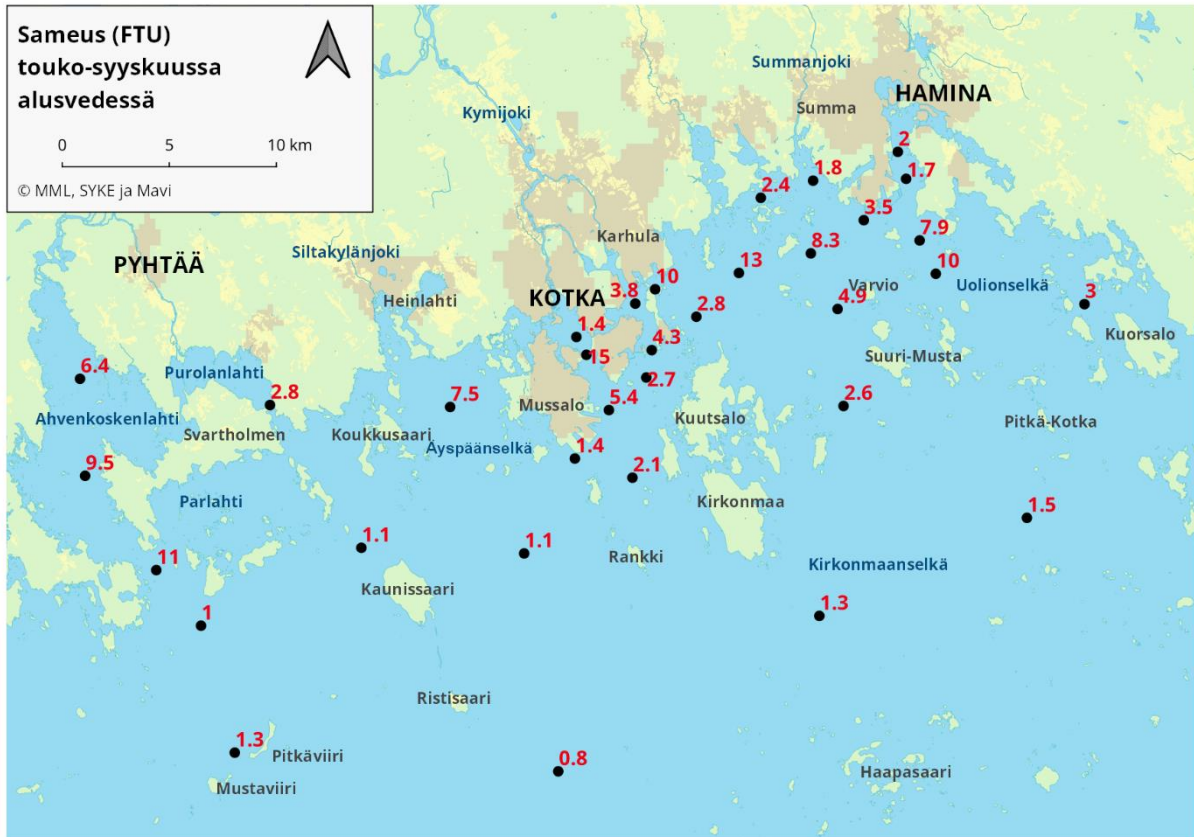 Sameus (FTU)
touko-syyskuussa
alusvedessä
0 5 10 km
© MML, SYKE ja Mavi
Summanjoki
HAMINA
Summa
Kymijoki
2
1.8
1.7
2.4
3.5
Karhula
7.9
8.3
Siltakylänjoki
PYHTÄÄ
13
10
10
Varvio
Uolionselkä
Heinlahti
KOTKA
3.8
2.8
4.9
3
1.4
Kuorsalo
4.3
15
Suuri-Musta
6.4
Purolanlahti
2.7
2.8
7.5
Mussalo
5.4
2.6
Ahvenkoskenlahti
Kuutsalo
Pitkä-Kotka
Svartholmen
Koukkusaari
Äyspäänselkä
1.4
9.5
2.1
Parlahti
Kirkonmaa
1.5
1.1
1.1
Rankki
11
Kirkonmaanselkä
Kaunissaari
1
1.3
Ristisaari
1.3
Pitkäviiri
0.8
Haapasaari
Mustaviiri